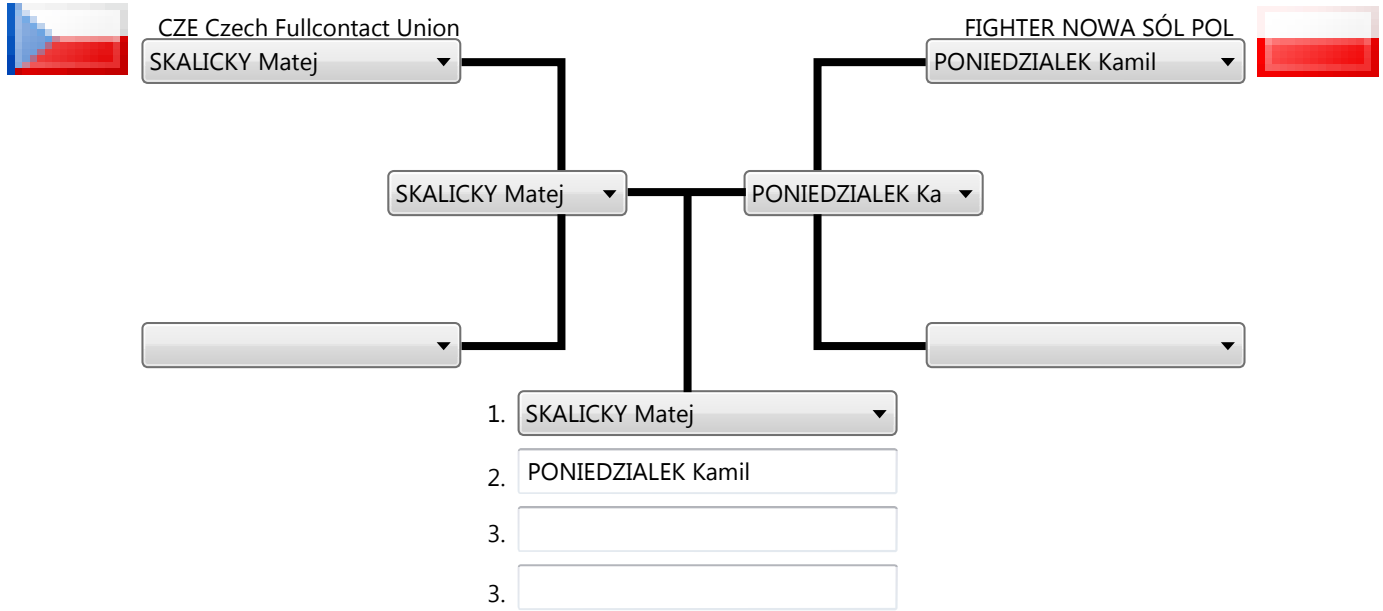 CZE Czech Fullcontact Union
FIGHTER NOWA SÓL POL
SKALICKY Matej
PONIEDZIALEK Kamil
SKALICKY Matej
PONIEDZIALEK Ka
1. SKALICKY Matej
2. PONIEDZIALEK Kamil
3.
3.